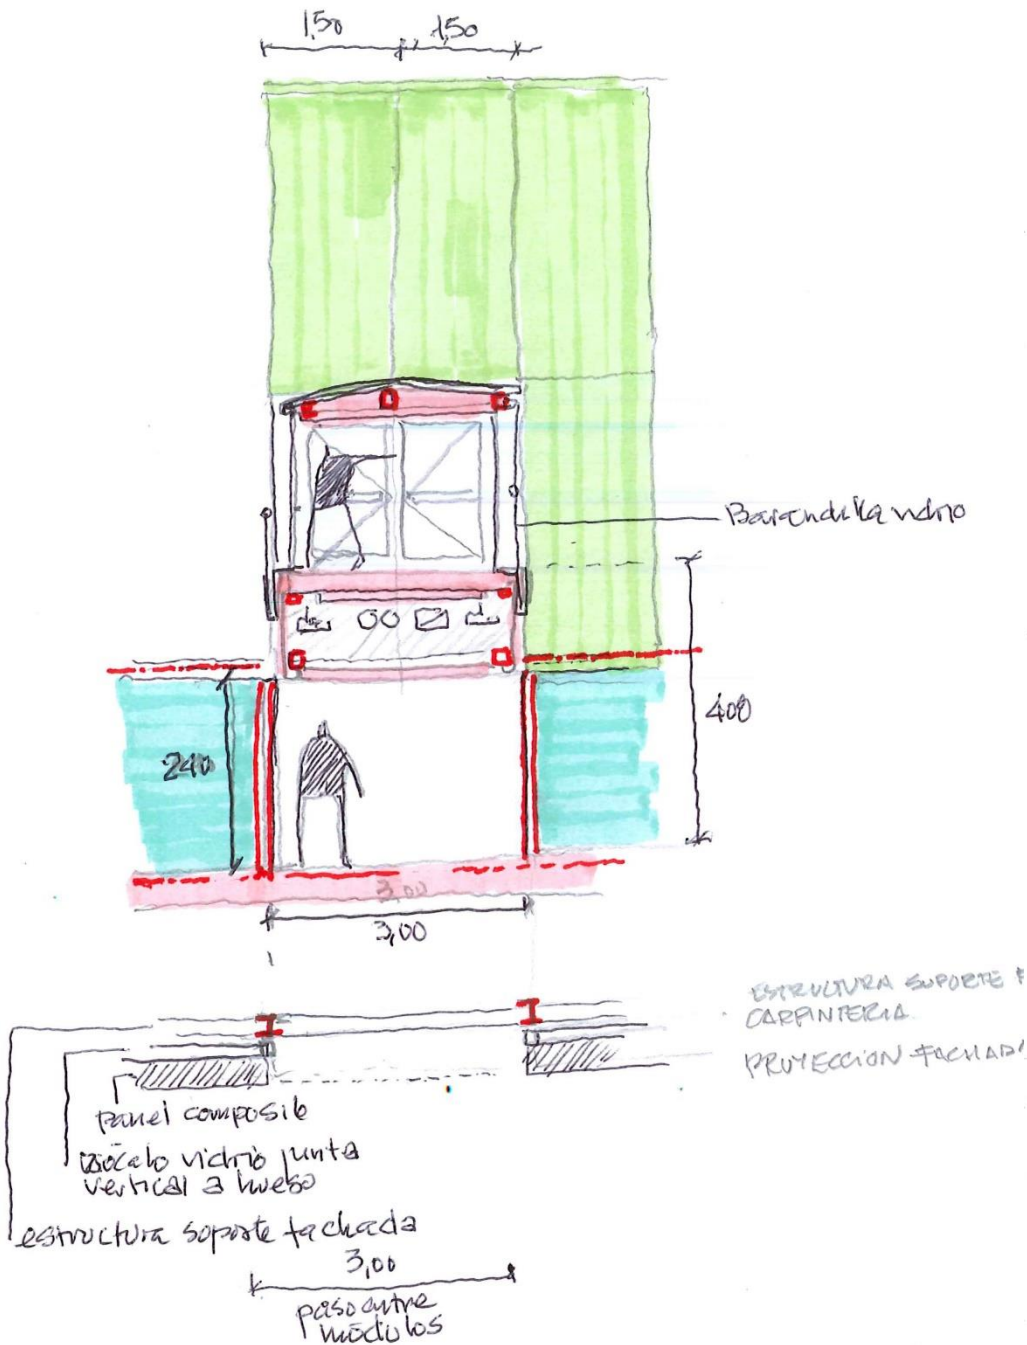 1,50
1,50
Barandilla vidrio
400
240
3,00
3,00
ESTRUCTURA SUPORTE
CARPINTERIA
PROYECCION FACHADA
panel composite
zócalo vidrio junta
vertical a hueso
estructura soporte fachada
3,00
paso entre
módulos